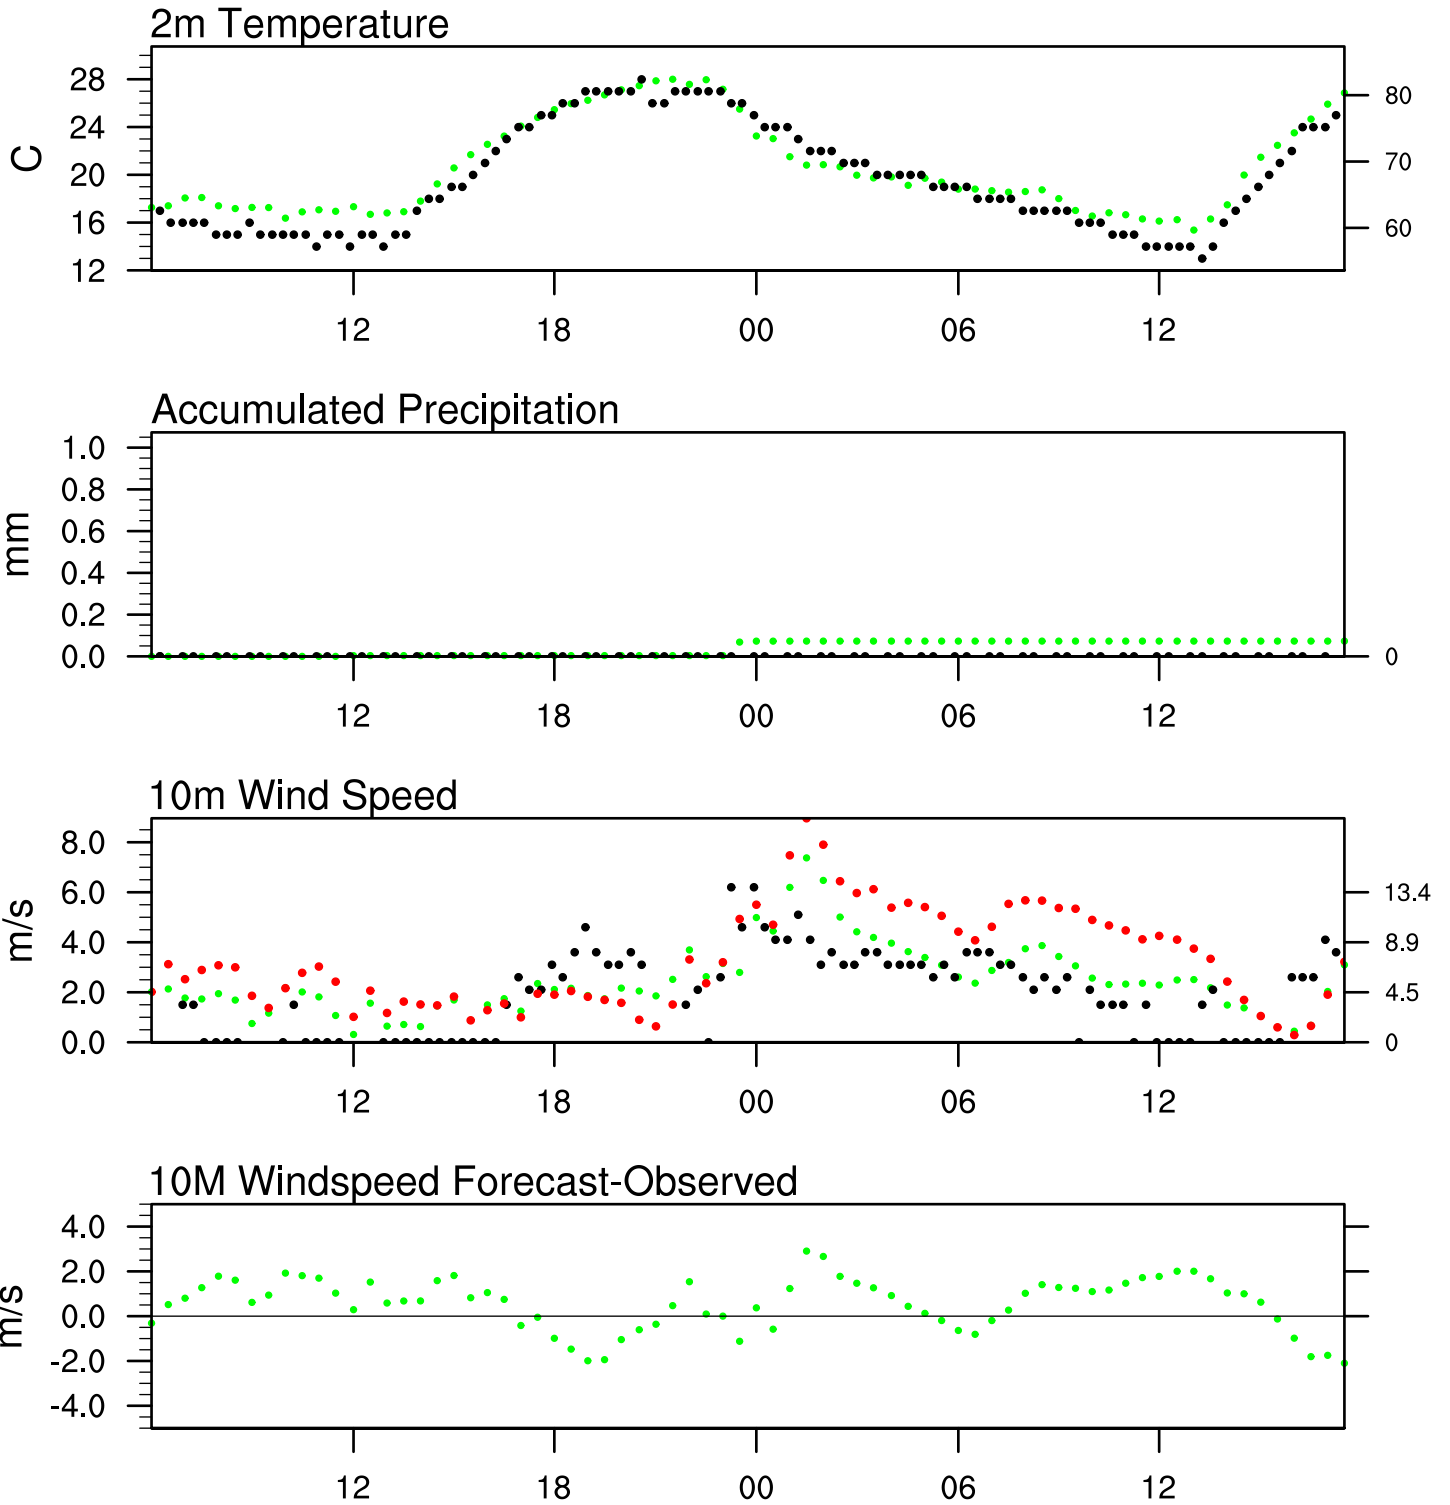 2m Temperature
28
24
20
16
12
C
80
70
60
12 18 00 06 12
Accumulated Precipitation
1.0
0.8
0.6
0.4
0.2
0.0
mm
0
12 18 00 06 12
10m Wind Speed
8.0
6.0
4.0
2.0
0.0
m/s
13.4
8.9
4.5
0
12 18 00 06 12
10M Windspeed Forecast-Observed
4.0
2.0
0.0
-2.0
-4.0
m/s
12 18 00 06 12